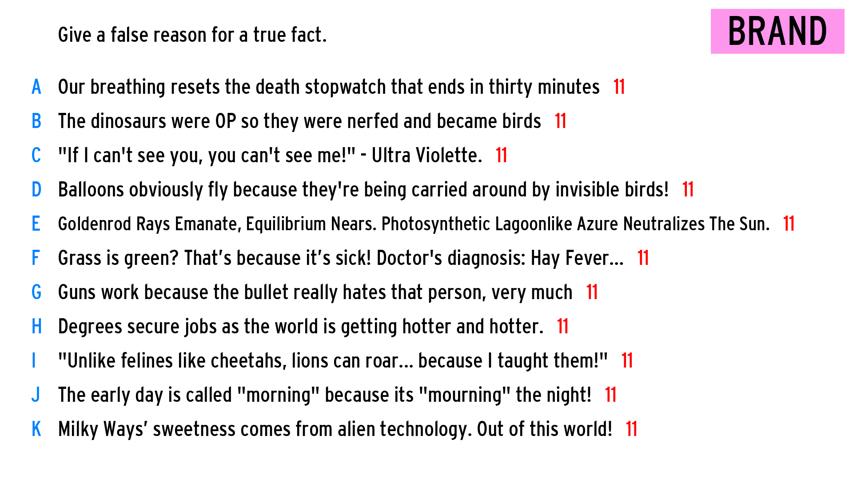 Give a false reason for a true fact.
BRAND
A Our breathing resets the death stopwatch that ends in thirty minutes 11
B The dinosaurs were OP so they were nerfed and became birds 11
C "If I can't see you, you can't see me!" - Ultra Violette. 11
D Balloons obviously fly because they're being carried around by invisible birds! 11
E Goldenrod Rays Emanate, Equilibrium Nears. Photosynthetic Lagoonlike Azure Neutralizes The Sun. 11
F Grass is green? That’s because it’s sick! Doctor's diagnosis: Hay Fever... 11
G Guns work because the bullet really hates that person, very much 11
H Degrees secure jobs as the world is getting hotter and hotter. 11
I "Unlike felines like cheetahs, lions can roar... because I taught them!" 11
J The early day is called "morning" because its "mourning" the night! 11
K Milky Ways’ sweetness comes from alien technology. Out of this world! 11